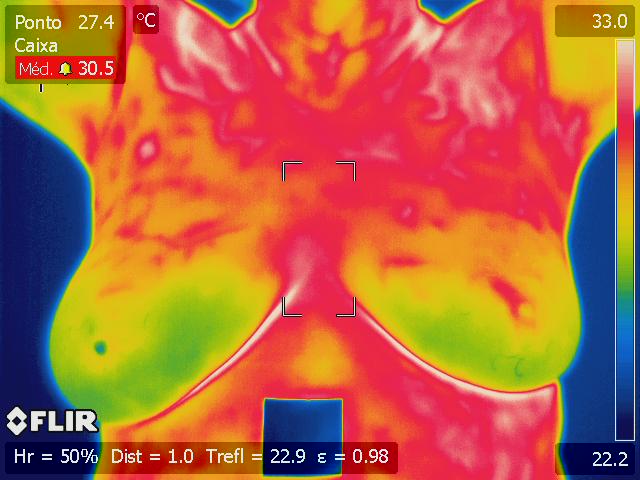 Ponto 27.4 °C
Caixa
Méd. 30.5
33.0
FLIR
Hr = 50% Dist = 1.0 Trefl = 22.9 ε = 0.98
22.2